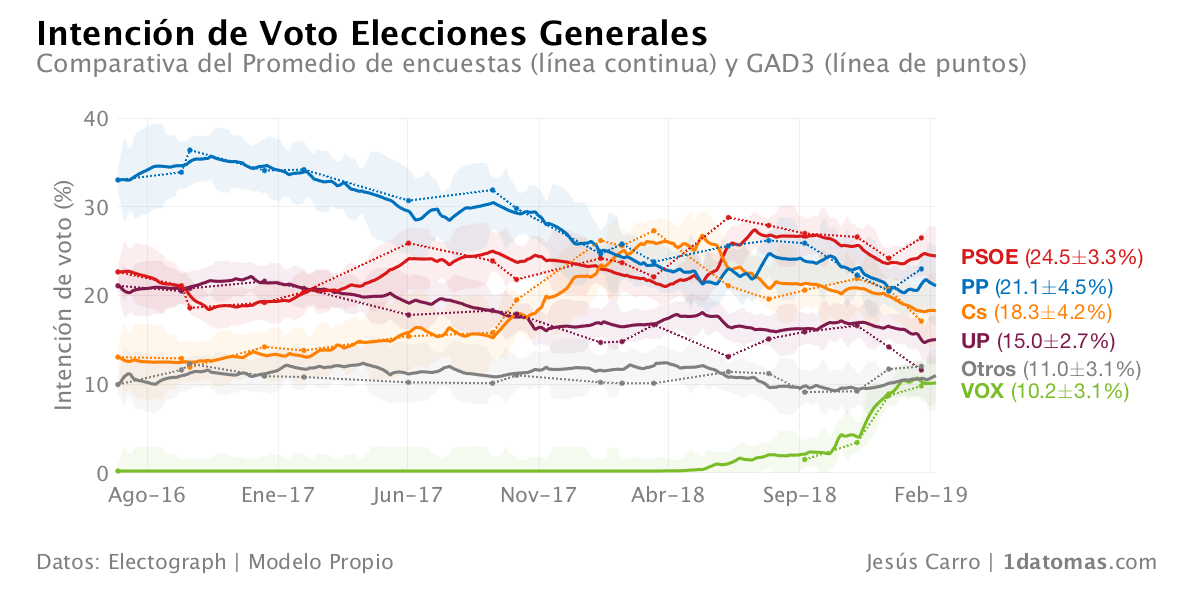 Intención de Voto Elecciones Generales
Comparativa del Promedio de encuestas (línea continua) y GAD3 (línea de puntos)
Intención de voto (%)
40
30
20
10
0
Ago-16 Ene-17 Jun-17 Nov-17 Abr-18 Sep-18 Feb-19
PSOE (24.5±3.3%)
PP (21.1±4.5%)
Cs (18.3±4.2%)
UP (15.0±2.7%)
Otros (11.0±3.1%)
VOX (10.2±3.1%)
Datos: Electograph | Modelo Propio
Jesús Carro | 1datomas.com